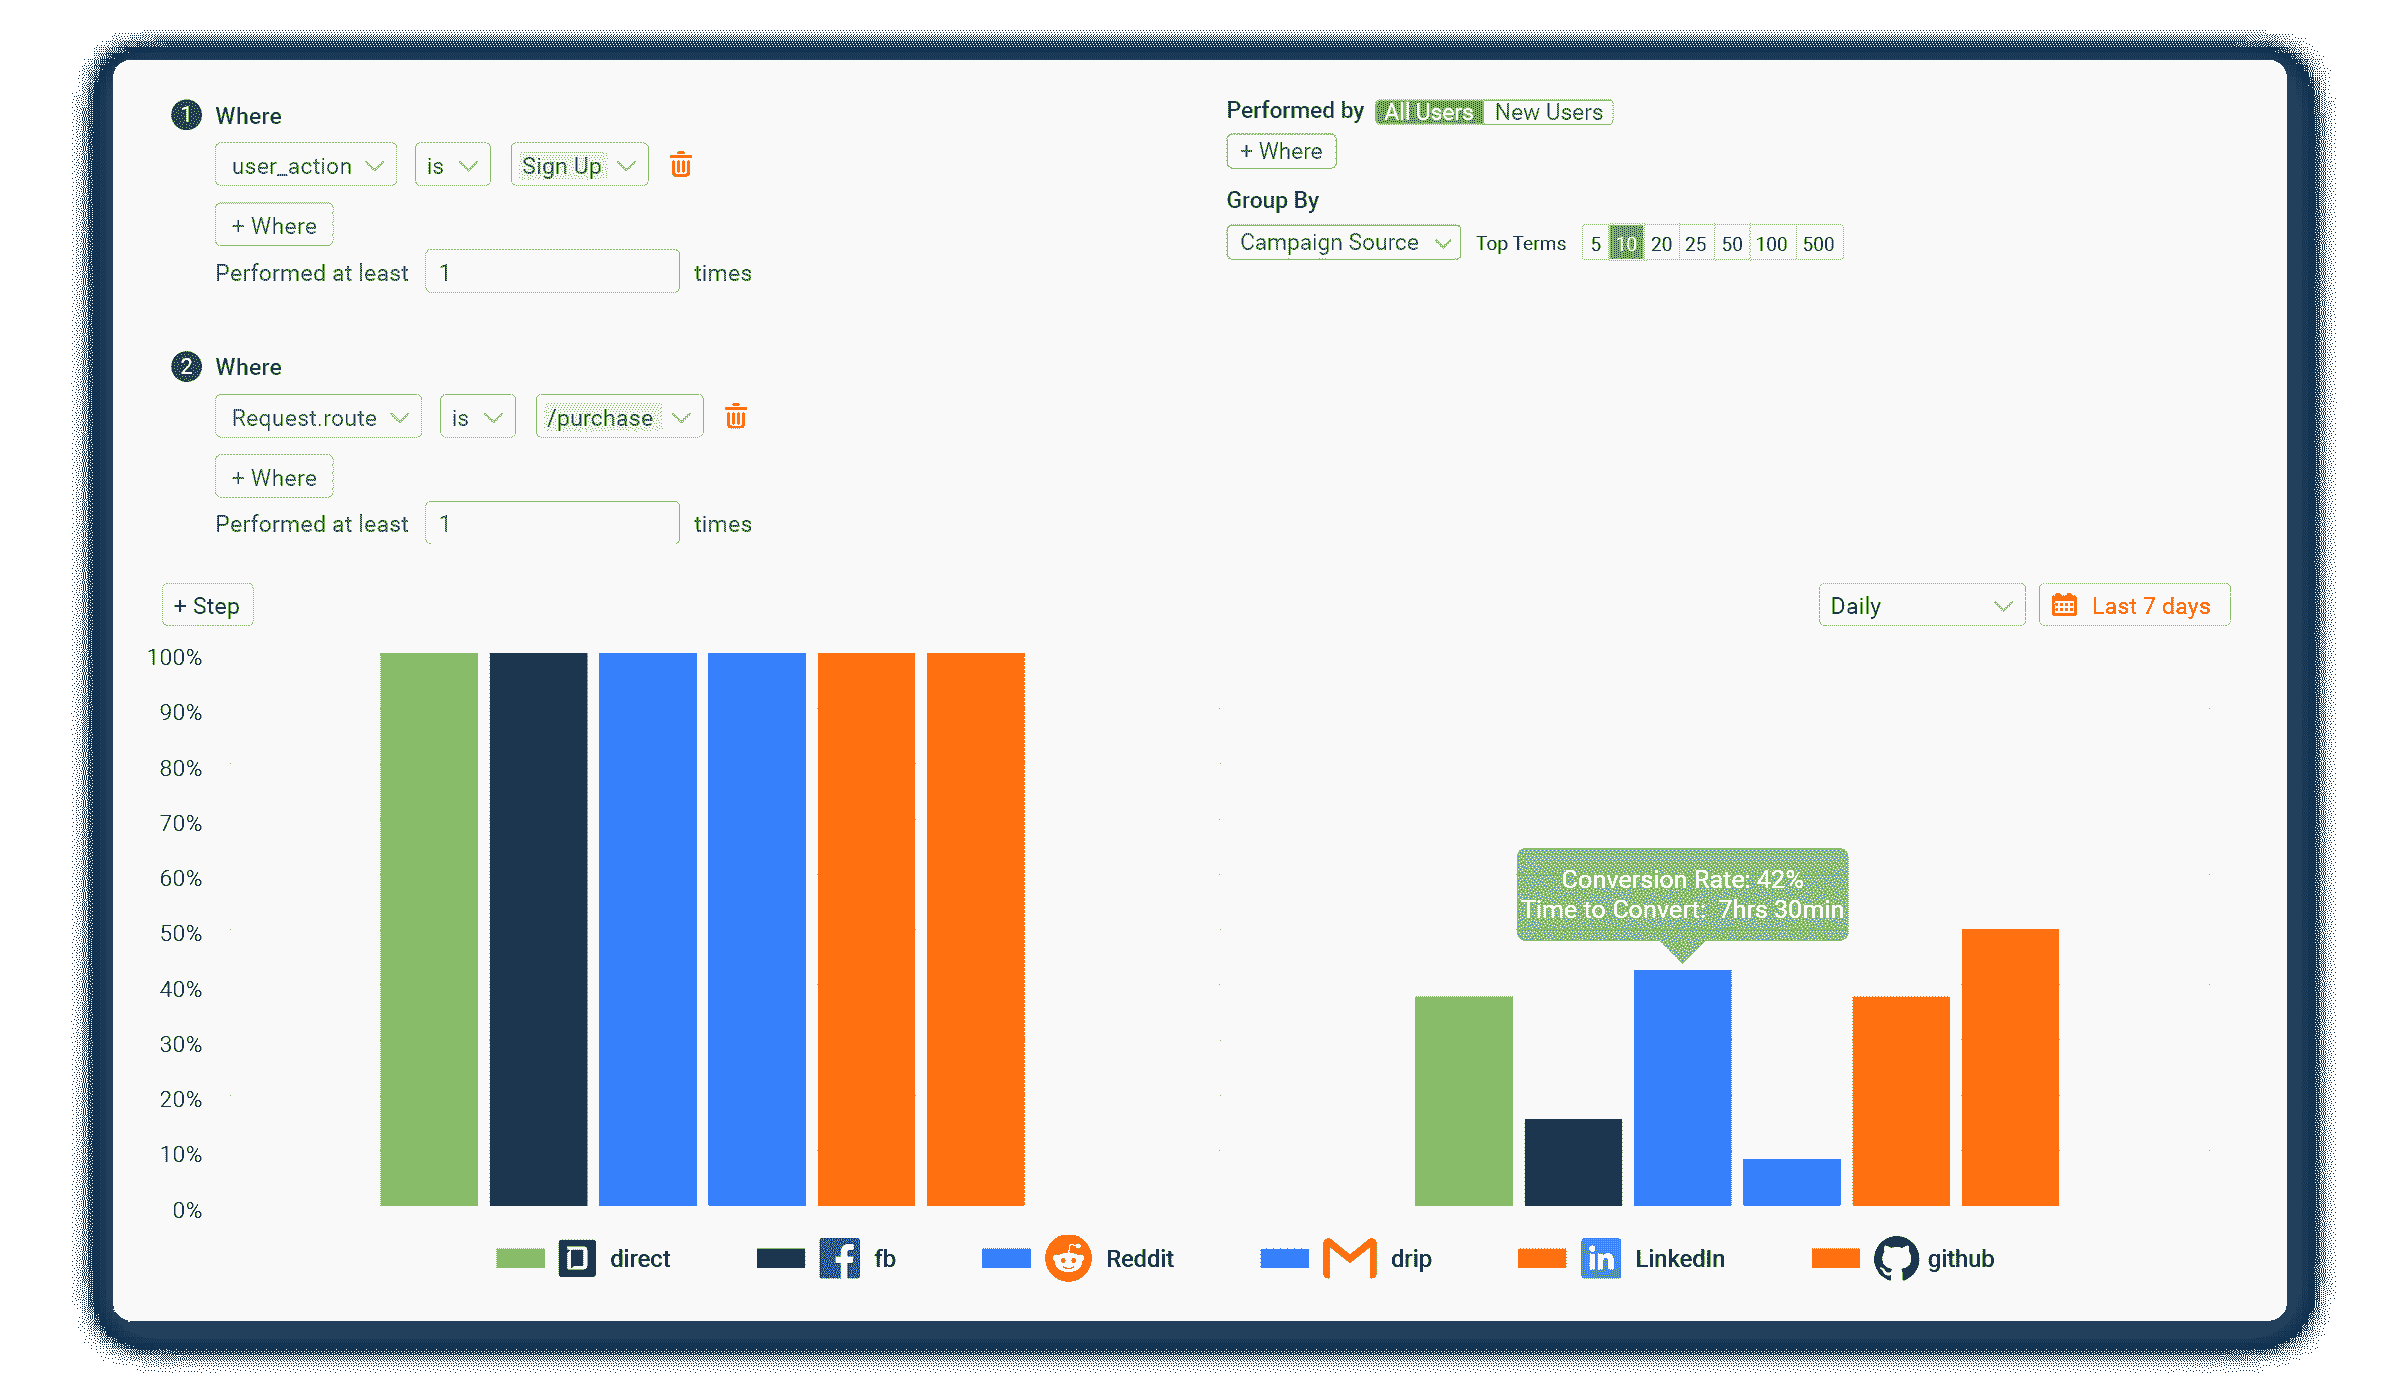 1 Where
user_action is Sign Up
+ Where
Performed at least 1 times
Performed by All Users New Users
+ Where
Group By
Campaign Source Top Terms 5 10 20 25 50 100 500
2 Where
Request.route is /purchase
+ Where
Performed at least 1 times
+ Step
Daily Last 7 days
100%
90%
80%
70%
60%
50%
40%
30%
20%
10%
0%
Conversion Rate: 42%
Time to Convert: 7hrs 30min
direct fb Reddit drip LinkedIn github